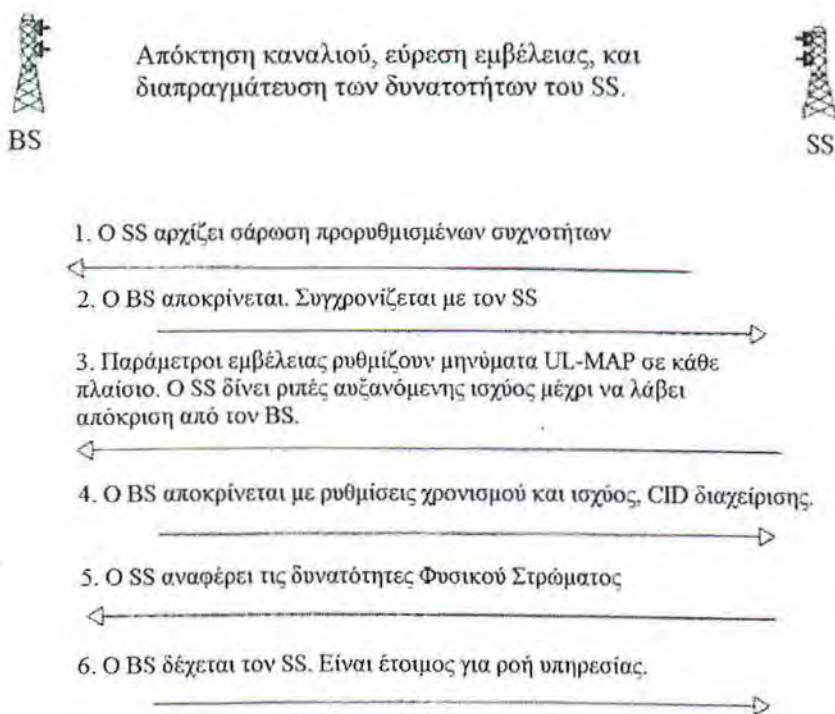 Απόκτηση καναλιού, εύρεση εμβέλειας, και
διαπραγμάτευση των δυνατοτήτων του SS.
BS
SS
1. Ο SS αρχίζει σάρωση προρυθμισμένων συχνοτήτων
2. Ο BS αποκρίνεται. Συγχρονίζεται με τον SS
3. Παράμετροι εμβέλειας ρυθμίζουν μηνύματα UL-MAP σε κάθε
πλαίσιο. Ο SS δίνει ριπές αυξανόμενης ισχύος μέχρι να λάβει
απόκριση από τον BS.
4. Ο BS αποκρίνεται με ρυθμίσεις χρονισμού και ισχύος, CID διαχείρισης.
5. Ο SS αναφέρει τις δυνατότητες Φυσικού Στρώματος
6. Ο BS δέχεται τον SS. Είναι έτοιμος για ροή υπηρεσίας.